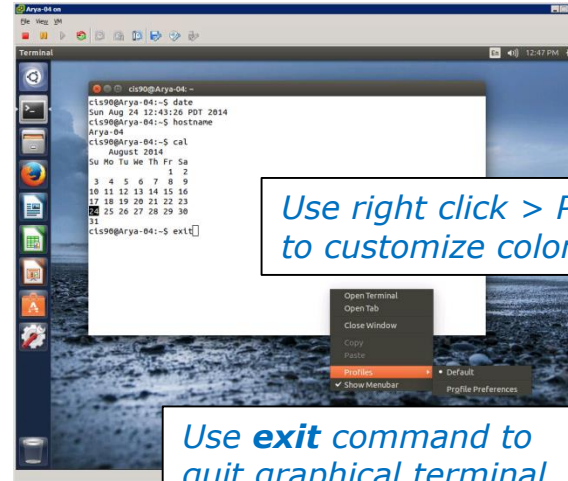 Arya-04 on
File View VM
Terminal
En 12:47 PM
cis90@Arya-04: ~
cis90@Arya-04:~$ date
Sun Aug 24 12:43:26 PDT 2014
cis90@Arya-04:~$ hostname
Arya-04
cis90@Arya-04:~$ cal
August 2014
Su Mo Tu We Th Fr Sa
1 2
3 4 5 6 7 8 9
10 11 12 13 14 15 16
17 18 19 20 21 22 23
24 25 26 27 28 29 30
31
cis90@Arya-04:~$ exit
Use right click > P
to customize color
Open Terminal
Open Tab
Close Window
Copy
Paste
Profiles
Default
Show Menubar
Profile Preferences
Use exit command to
quit graphical terminal